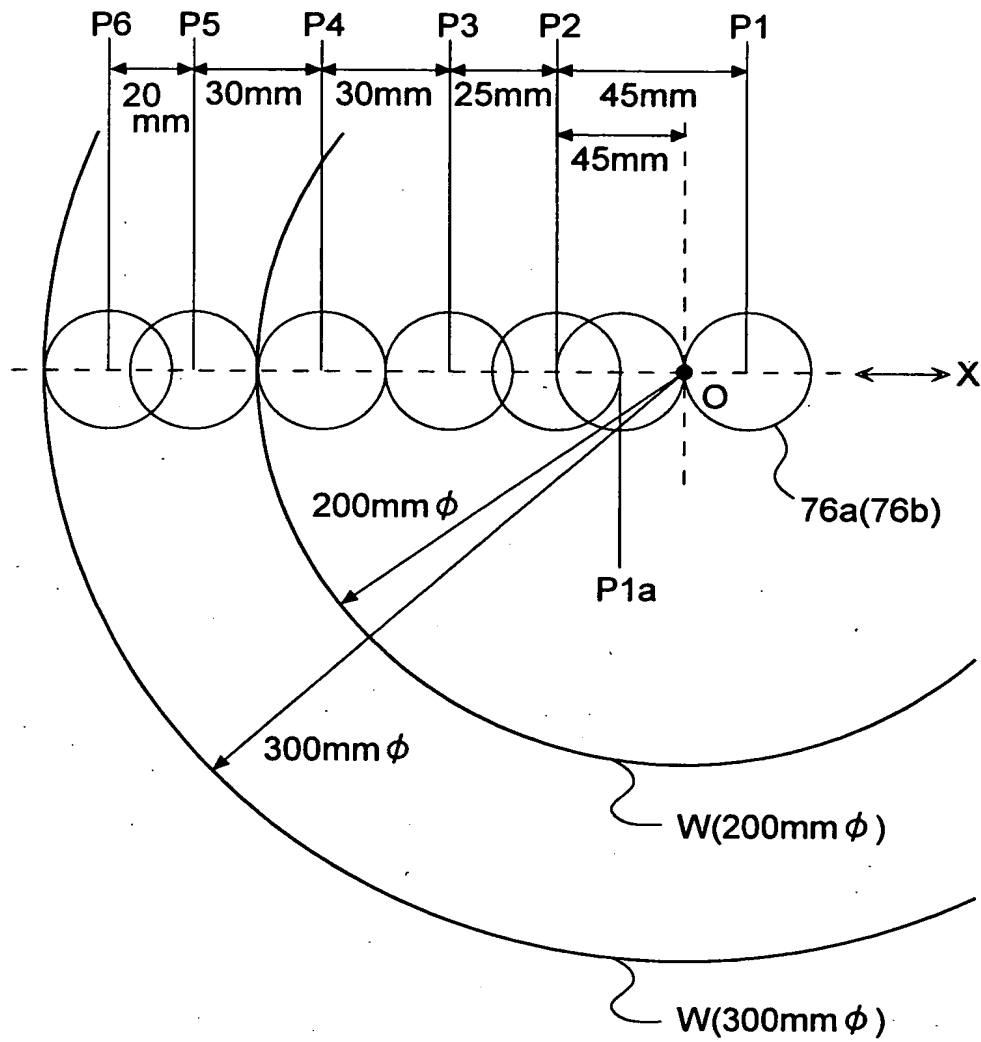 P6 P5 P4 P3 P2 P1
20 mm 30mm 30mm 25mm 45mm
45mm
X
O
76a(76b)
200mmϕ
P1a
300mmϕ
W(200mmϕ)
W(300mmϕ)